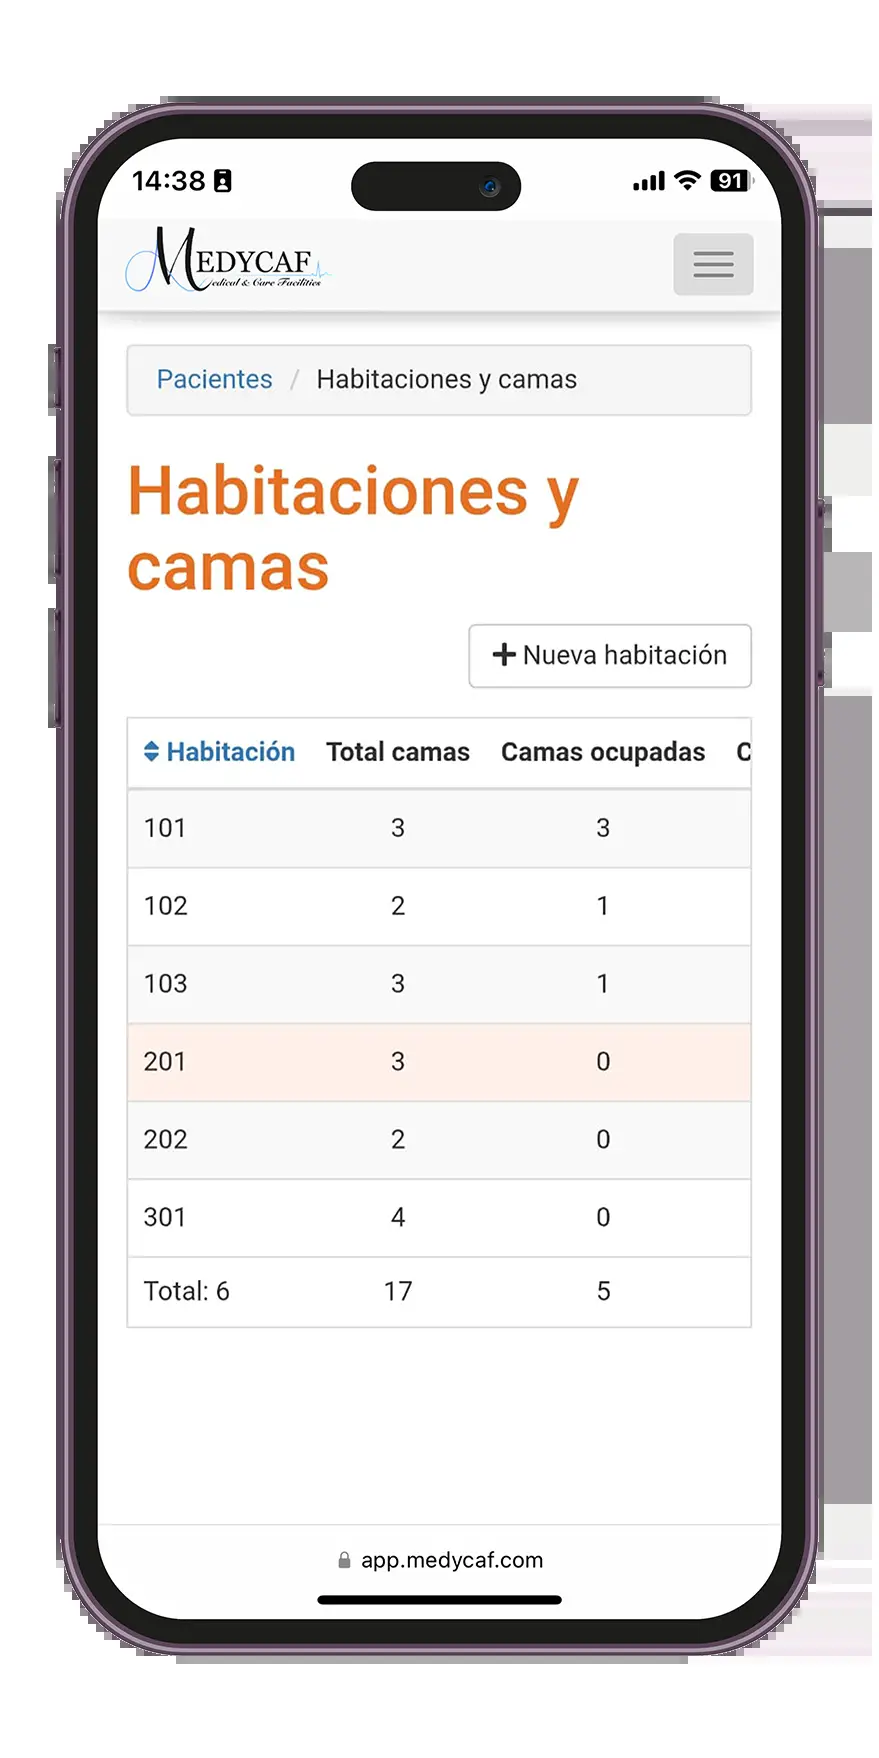 14:38 91
MEDYCAF
Medical & Care Facilities
Pacientes / Habitaciones y camas
Habitaciones y
camas
+ Nueva habitación
Habitación Total camas Camas ocupadas C
101 3 3
102 2 1
103 3 1
201 3 0
202 2 0
301 4 0
Total: 6 17 5
app.medycaf.com